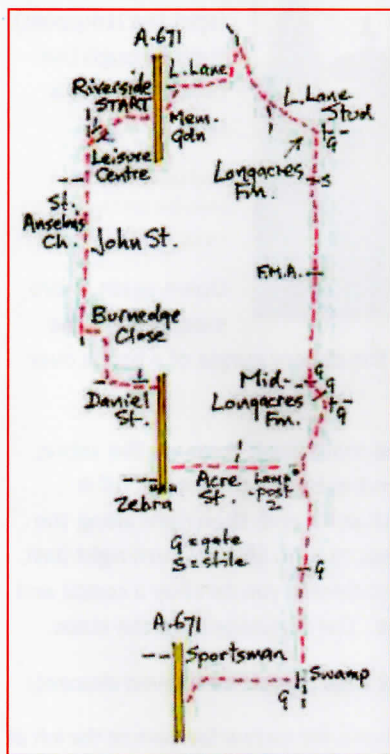 A-671
L. Lane
Riverside
START
Mem.
Gdn
L. Lane
Stud
G
Leisure
Centre
Longacres
Fm.
S
St.
Anselm's
Ch.
John St.
F.M.A.
Burnedge
Close
G
Mid-
Longacres
Fm.
G
Daniel
St.
Acre
St.
Lamp
post
2
Zebra
G = gate
S = stile
G
A-671
Sportsman
Swamp
G